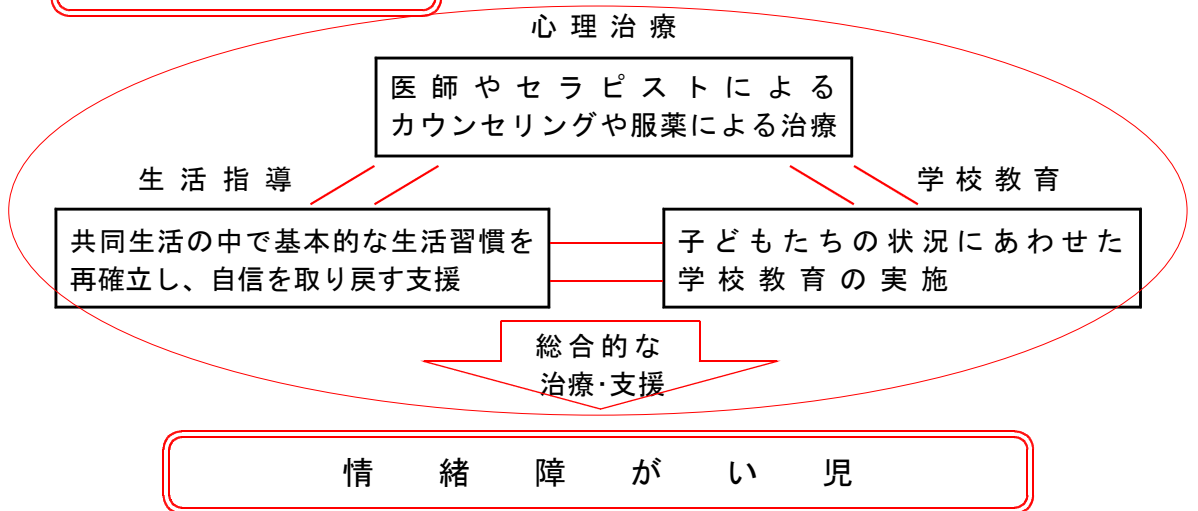 心理治療
医師やセラピストによる
カウンセリングや服薬による治療
生活指導
学校教育
共同生活の中で基本的な生活習慣を
再確立し、自信を取り戻す支援
子どもたちの状況にあわせた
学校教育の実施
総合的な
治療・支援
情緒障がい児